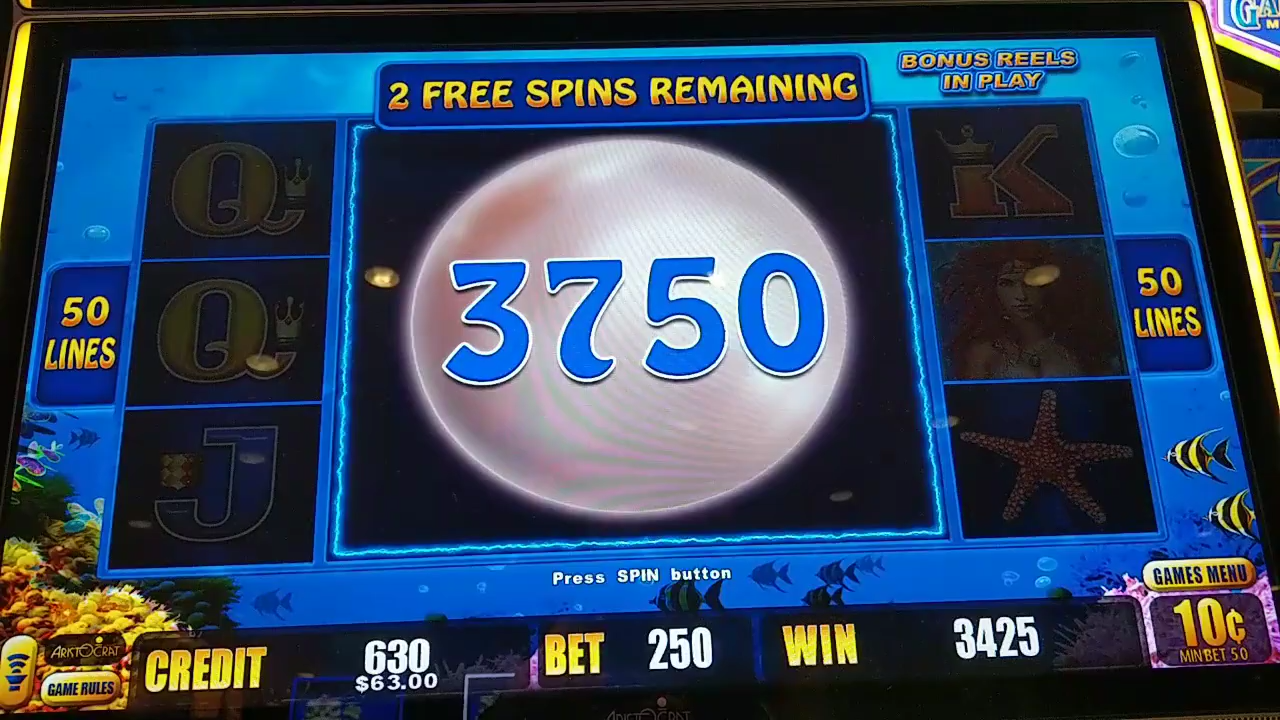 2 FREE SPINS REMAINING
BONUS REELS
IN PLAY
Q
K
3750
50
LINES
50
LINES
Q
J
Press SPIN button
GAMES MENU
ARISTOCRAT
GAME RULES
CREDIT
630
$63.00
BET
250
WIN
3425
10¢
MIN BET 50
ARISTOCRAT